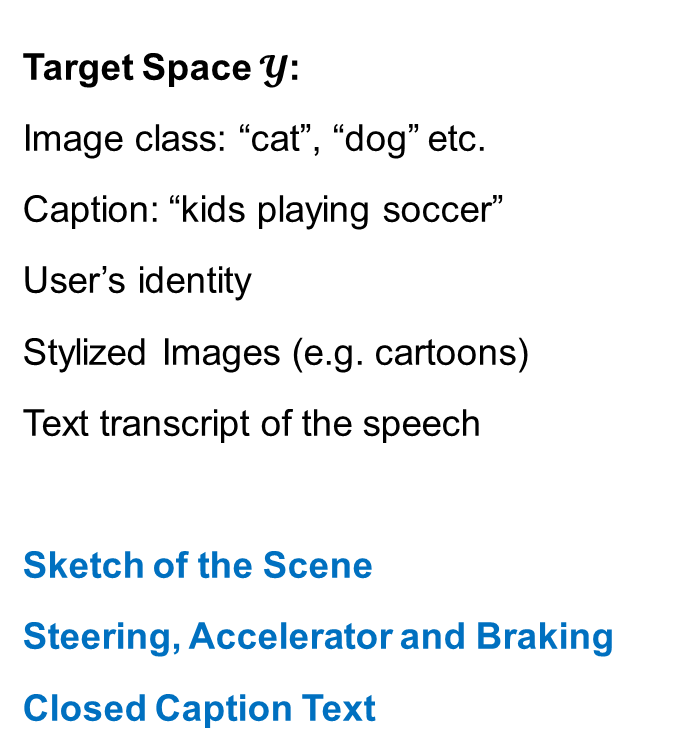 Target Space 𝒴:
Image class: “cat”, “dog” etc.
Caption: “kids playing soccer”
User’s identity
Stylized Images (e.g. cartoons)
Text transcript of the speech
Sketch of the Scene
Steering, Accelerator and Braking
Closed Caption Text